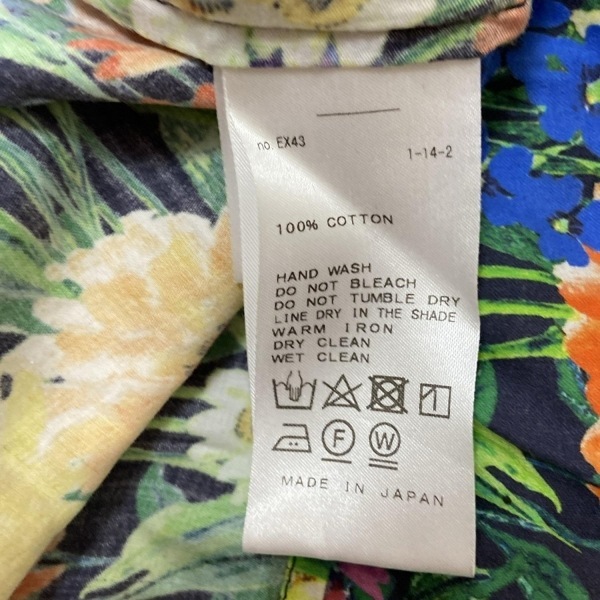 no. EX43
1-14-2
100% COTTON
HAND WASH
DO NOT BLEACH
DO NOT TUMBLE DRY
LINE DRY IN THE SHADE
WARM IRON
DRY CLEAN
WET CLEAN
F W
MADE IN JAPAN